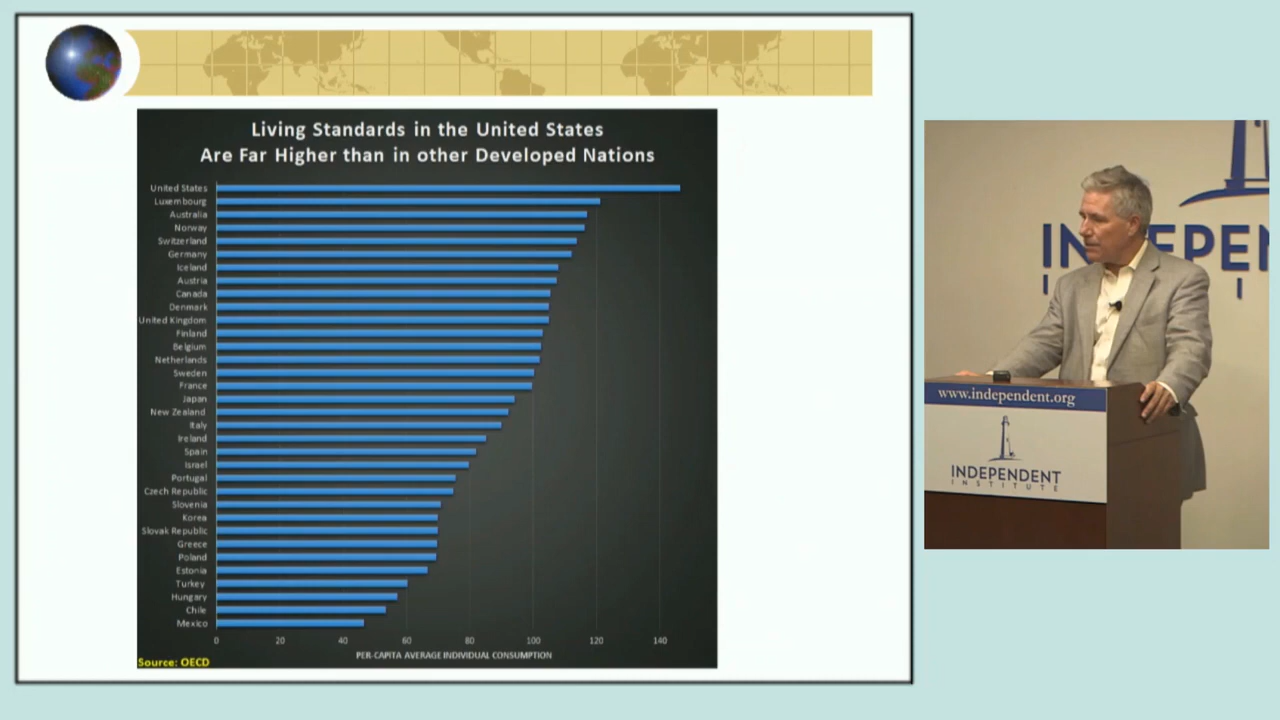 Living Standards in the United States
Are Far Higher than in other Developed Nations
United States
Luxembourg
Australia
Norway
Switzerland
Germany
Iceland
Austria
Canada
Denmark
United Kingdom
Finland
Belgium
Netherlands
Sweden
France
Japan
New Zealand
Italy
Ireland
Spain
Israel
Portugal
Czech Republic
Slovenia
Korea
Slovak Republic
Greece
Poland
Estonia
Turkey
Hungary
Chile
Mexico
0 20 40 60 80 100 120 140
PER-CAPITA AVERAGE INDIVIDUAL CONSUMPTION
Source: OECD
www.independent.org
INDEPENDENT
INSTITUTE